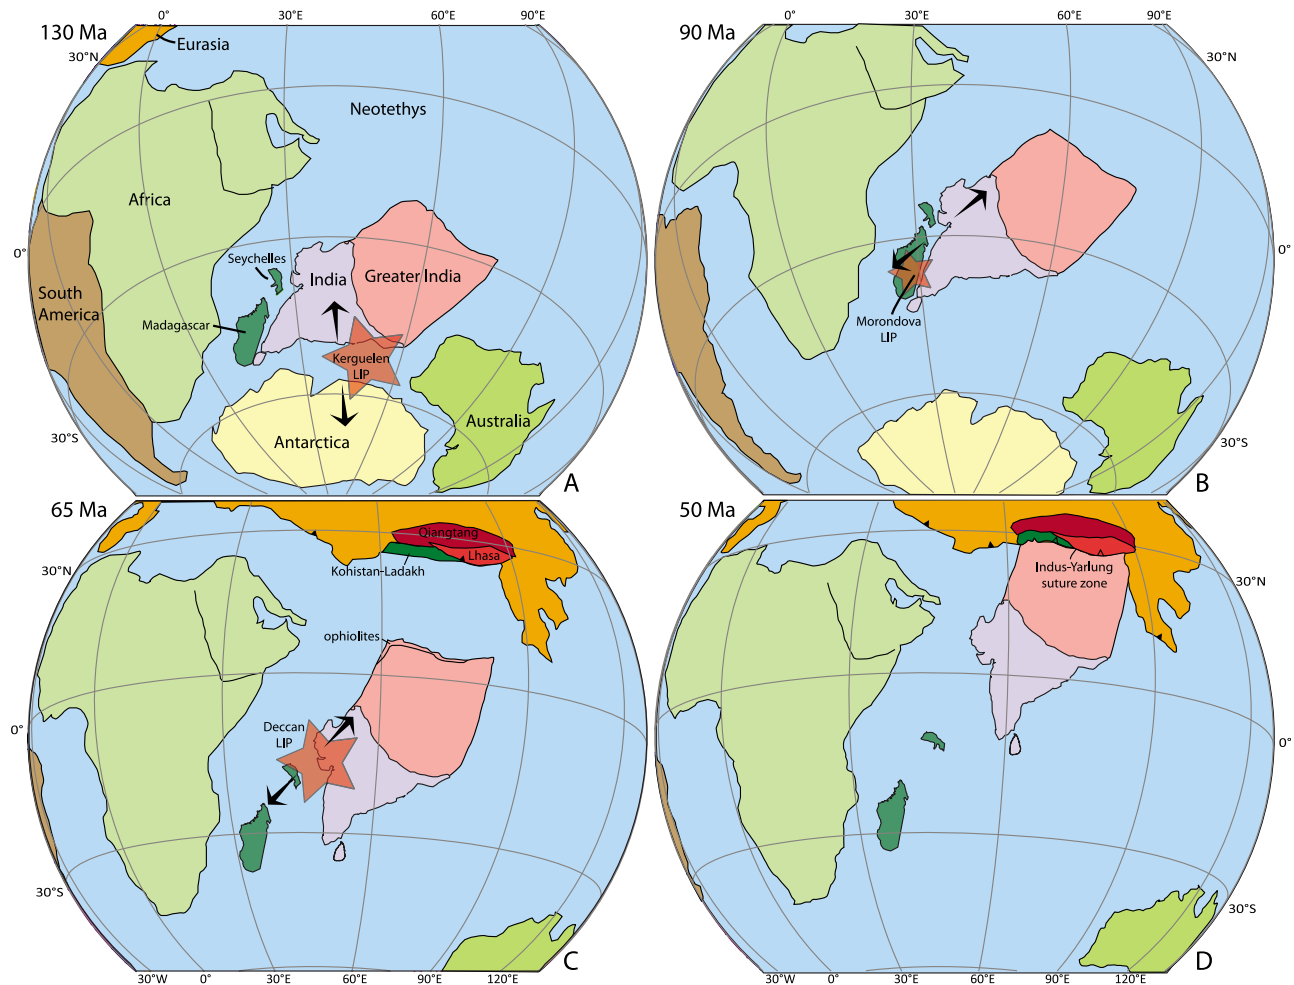 130 Ma
0°
30°E
60°E
90°E
Eurasia
30°N
Neotethys
Africa
0°
Seychelles
India
Greater India
South
America
Madagascar
Kerguelen
LIP
Australia
30°S
Antarctica
A
90 Ma
0°
30°E
60°E
90°E
30°N
0°
Morondova
LIP
30°S
B
65 Ma
Qiangtang
Lhasa
Kohistan-Ladakh
30°N
ophiolites
0°
Deccan
LIP
30°S
C
30°W
0°
30°E
60°E
90°E
120°E
50 Ma
Indus-Yarlung
suture zone
30°N
0°
30°S
D
30°W
0°
30°E
60°E
90°E
120°E